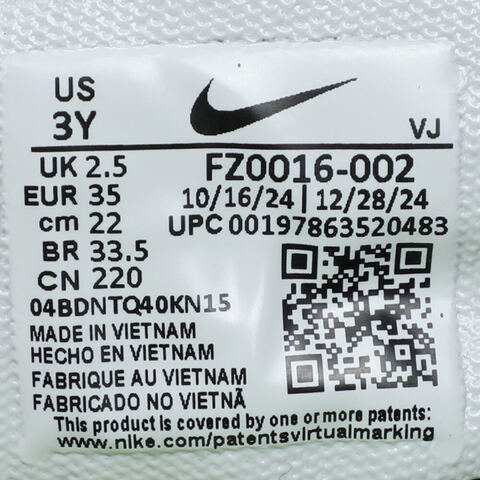 US
3Y
VJ
UK 2.5
FZ0016-002
EUR 35
10/16/24 | 12/28/24
cm 22
UPC 00197863520483
BR 33.5
CN 220
04BDNTQ40KN15
MADE IN VIETNAM
HECHO EN VIETNAM
FABRIQUE AU VIETNAM
FABRICADO NO VIETNÃ
This product is covered by one or more patents:
www.nike.com/patentsvirtualmarking